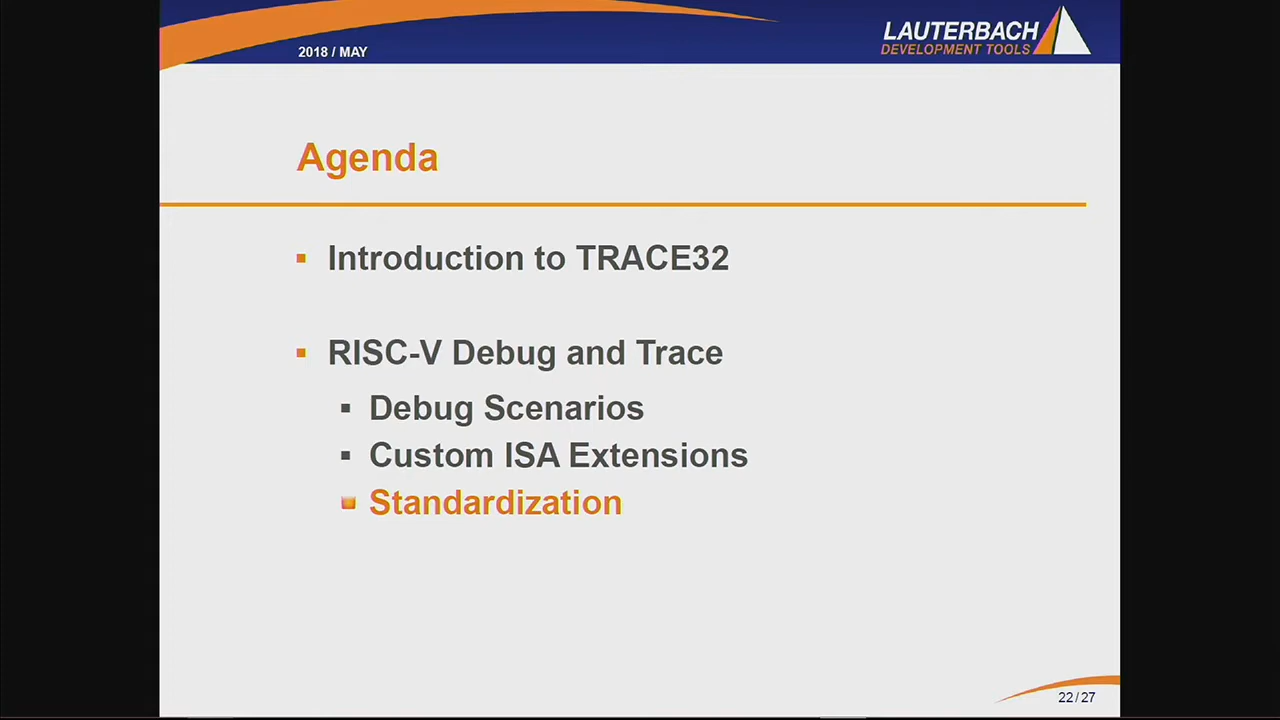 2018 / MAY
LAUTERBACH
DEVELOPMENT TOOLS
Agenda
Introduction to TRACE32
RISC-V Debug and Trace
Debug Scenarios
Custom ISA Extensions
Standardization
22/27